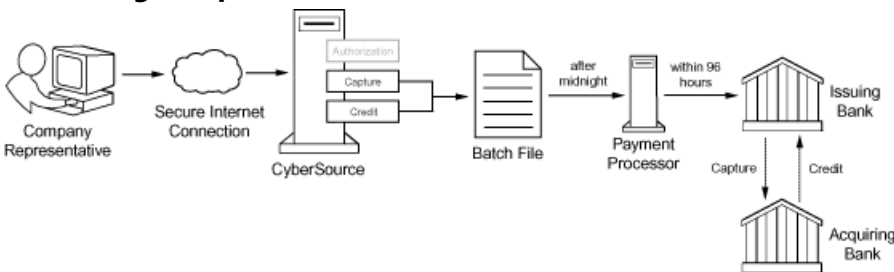 Authorization
Capture
Credit
after
midnight
within 96
hours
Issuing
Bank
Company
Representative
Secure Internet
Connection
CyberSource
Batch File
Payment
Processor
Capture
Credit
Acquiring
Bank